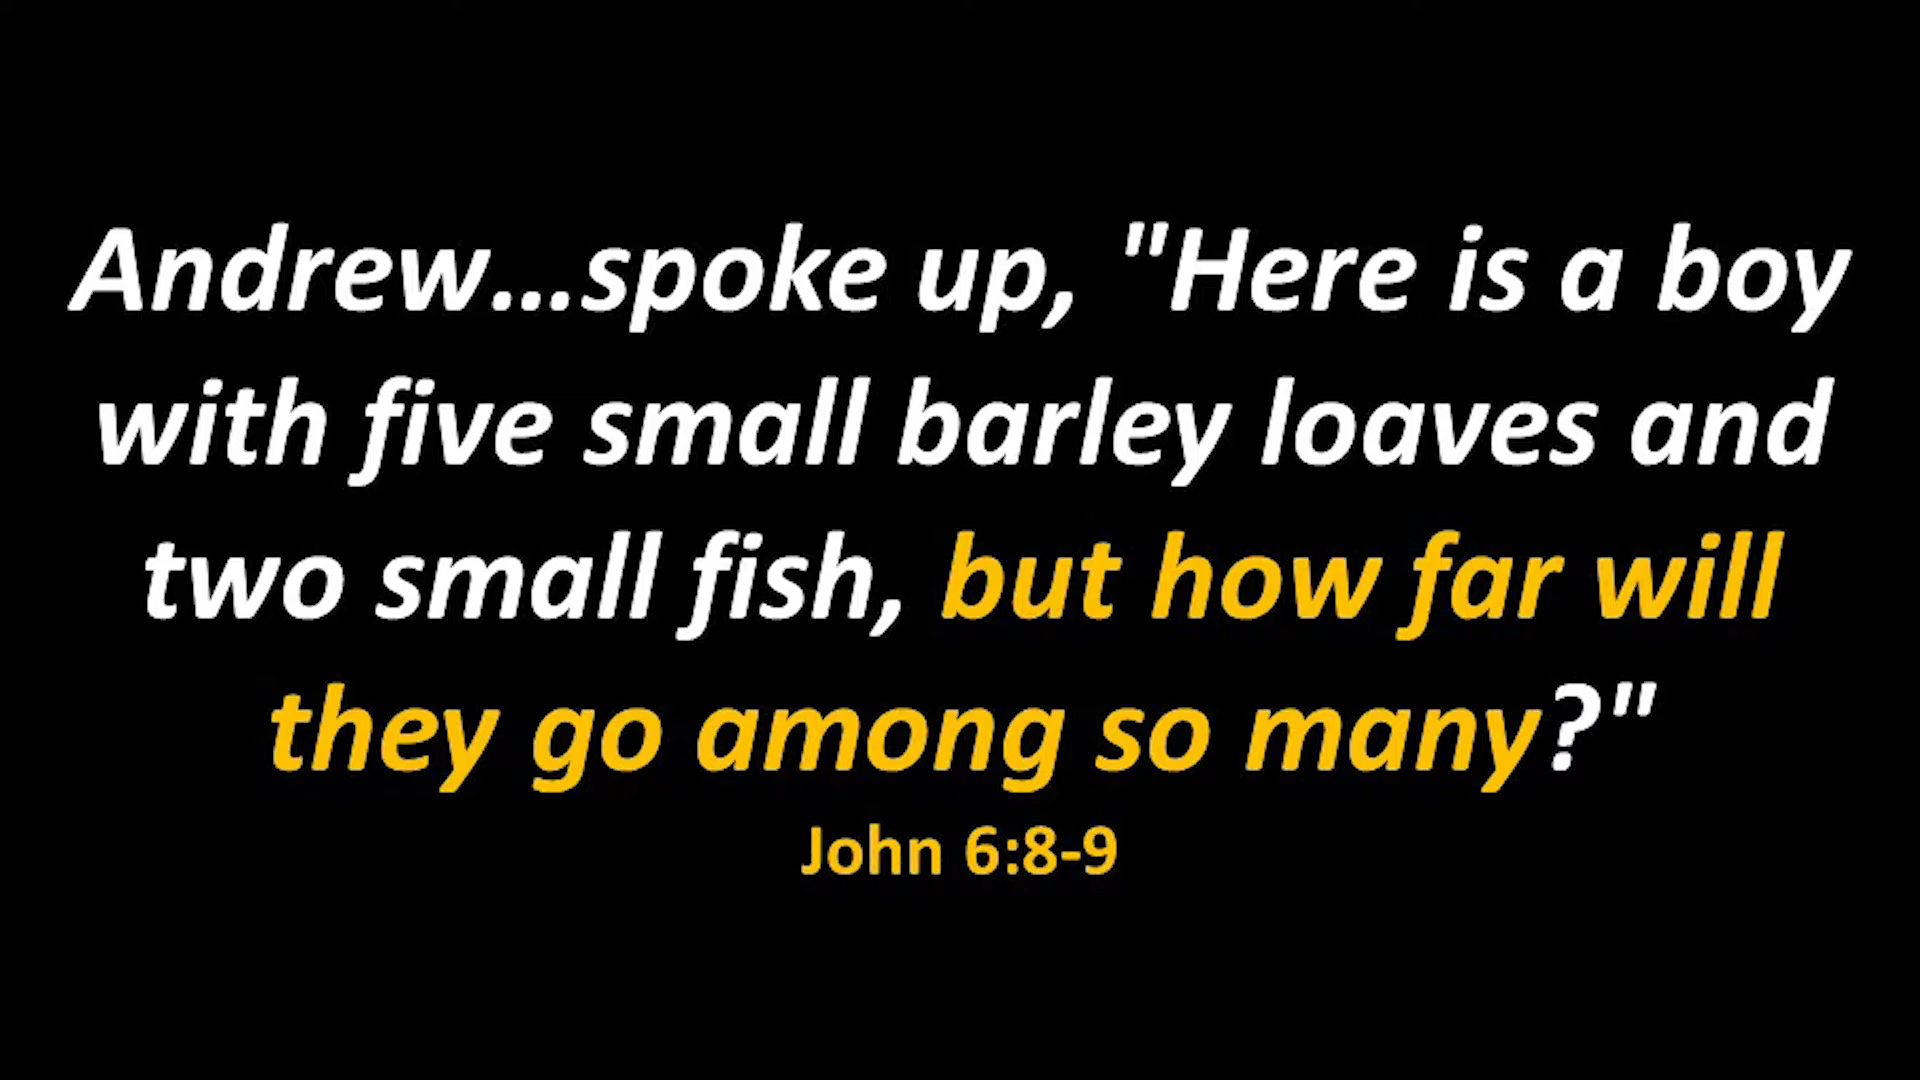 Andrew...spoke up, "Here is a boy
with five small barley loaves and
two small fish, but how far will
they go among so many?"
John 6:8-9